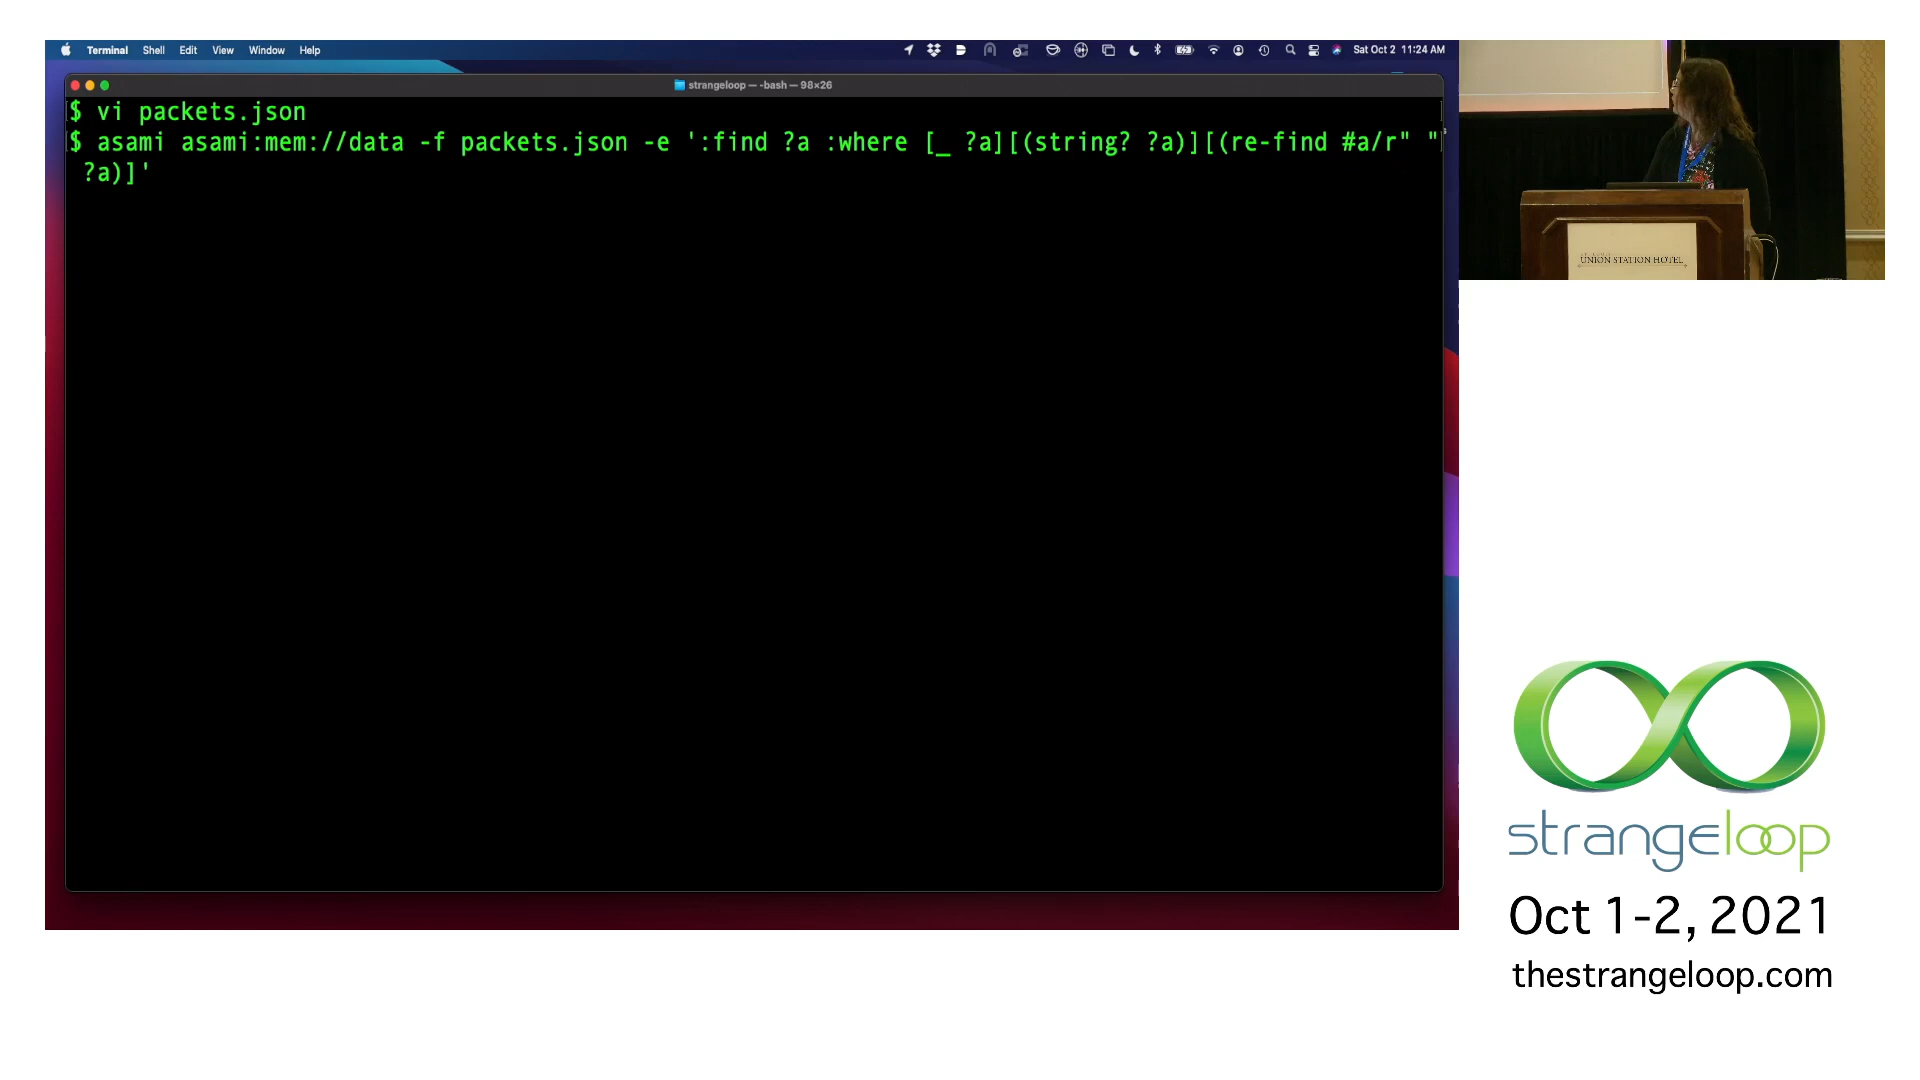 Terminal Shell Edit View Window Help
Sat Oct 2 11:24 AM
strangeloop — -bash — 98×26
$ vi packets.json
$ asami asami:mem://data -f packets.json -e ':find ?a :where [_ ?a][(string? ?a)][(re-find #a/r" "
?a)]'
UNION STATION HOTEL
strangeloop
Oct 1-2, 2021
thestrangeloop.com